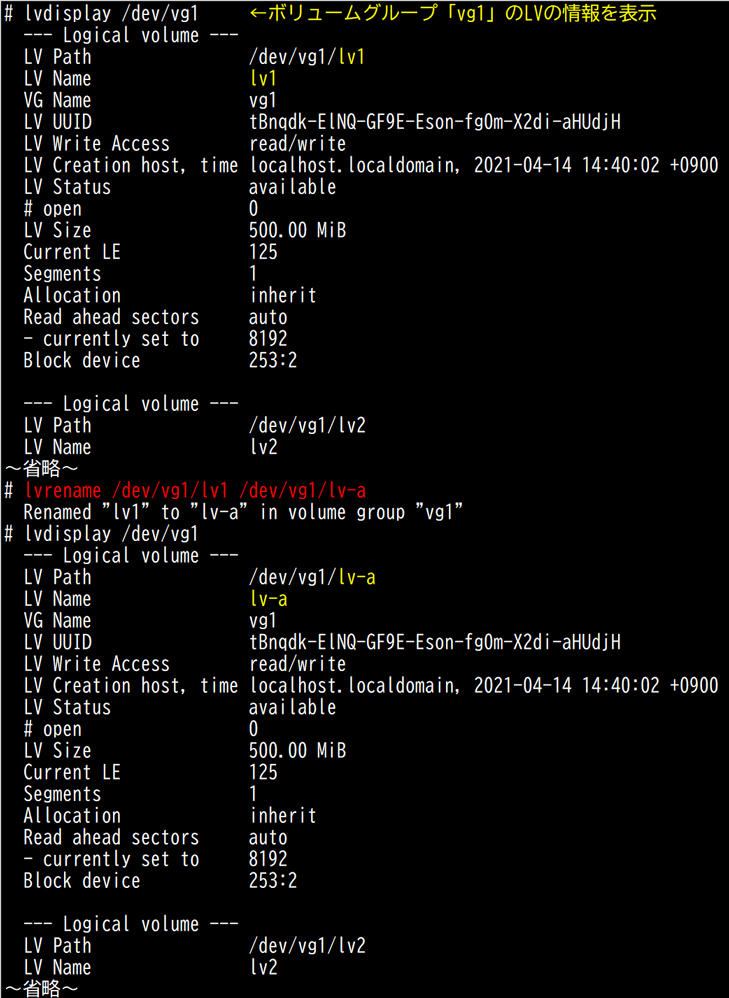 # lvdisplay /dev/vg1 ←ボリュームグループ「vg1」のLVの情報を表示
--- Logical volume ---
LV Path /dev/vg1/lv1
LV Name lv1
VG Name vg1
LV UUID tBnqdk-ElNQ-GF9E-Eson-fgOm-X2di-aHUdjH
LV Write Access read/write
LV Creation host, time localhost.localdomain, 2021-04-14 14:40:02 +0900
LV Status available
# open 0
LV Size 500.00 MiB
Current LE 125
Segments 1
Allocation inherit
Read ahead sectors auto
- currently set to 8192
Block device 253:2
--- Logical volume ---
LV Path /dev/vg1/lv2
LV Name lv2
～省略～
# lvrename /dev/vg1/lv1 /dev/vg1/lv-a
Renamed "lv1" to "lv-a" in volume group "vg1"
# lvdisplay /dev/vg1
--- Logical volume ---
LV Path /dev/vg1/lv-a
LV Name lv-a
VG Name vg1
LV UUID tBnqdk-ElNQ-GF9E-Eson-fgOm-X2di-aHUdjH
LV Write Access read/write
LV Creation host, time localhost.localdomain, 2021-04-14 14:40:02 +0900
LV Status available
# open 0
LV Size 500.00 MiB
Current LE 125
Segments 1
Allocation inherit
Read ahead sectors auto
- currently set to 8192
Block device 253:2
--- Logical volume ---
LV Path /dev/vg1/lv2
LV Name lv2
～省略～